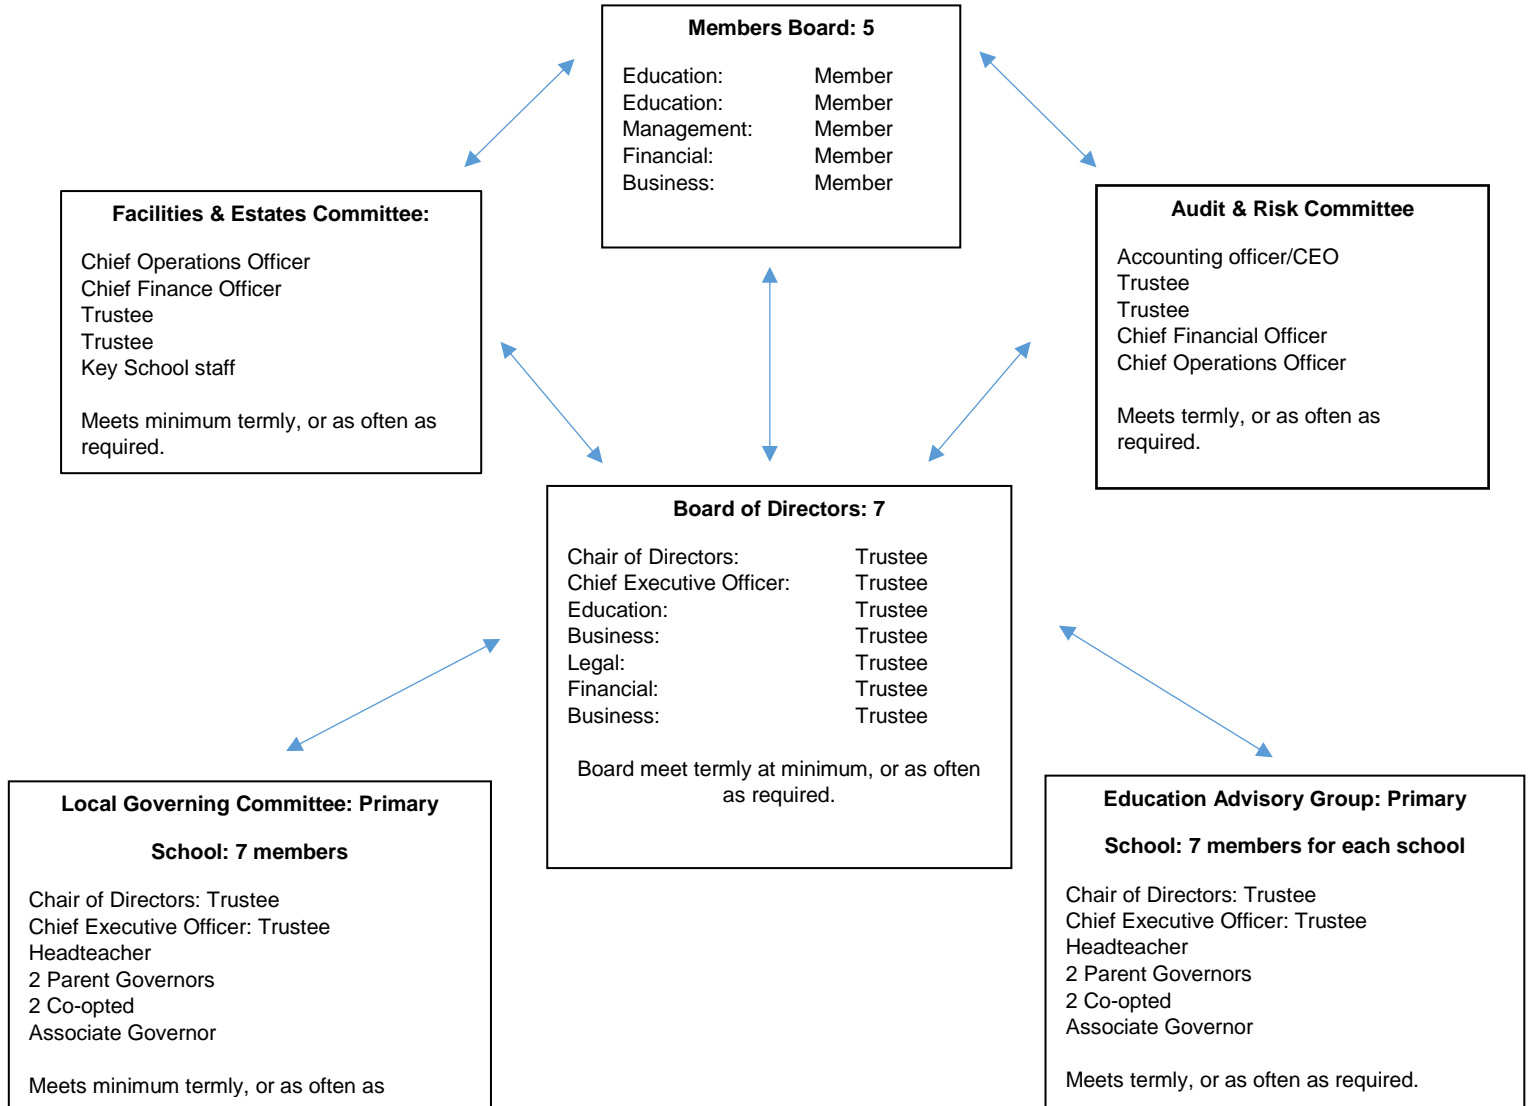 Members Board: 5
Education: Member
Education: Member
Management: Member
Financial: Member
Business: Member
Facilities & Estates Committee:
Chief Operations Officer
Chief Finance Officer
Trustee
Trustee
Key School staff
Meets minimum termly, or as often as
required.
Audit & Risk Committee
Accounting officer/CEO
Trustee
Trustee
Chief Financial Officer
Chief Operations Officer
Meets termly, or as often as
required.
Board of Directors: 7
Chair of Directors: Trustee
Chief Executive Officer: Trustee
Education: Trustee
Business: Trustee
Legal: Trustee
Financial: Trustee
Business: Trustee
Board meet termly at minimum, or as often
as required.
Local Governing Committee: Primary
School: 7 members
Chair of Directors: Trustee
Chief Executive Officer: Trustee
Headteacher
2 Parent Governors
2 Co-opted
Associate Governor
Meets minimum termly, or as often as
Education Advisory Group: Primary
School: 7 members for each school
Chair of Directors: Trustee
Chief Executive Officer: Trustee
Headteacher
2 Parent Governors
2 Co-opted
Associate Governor
Meets termly, or as often as required.